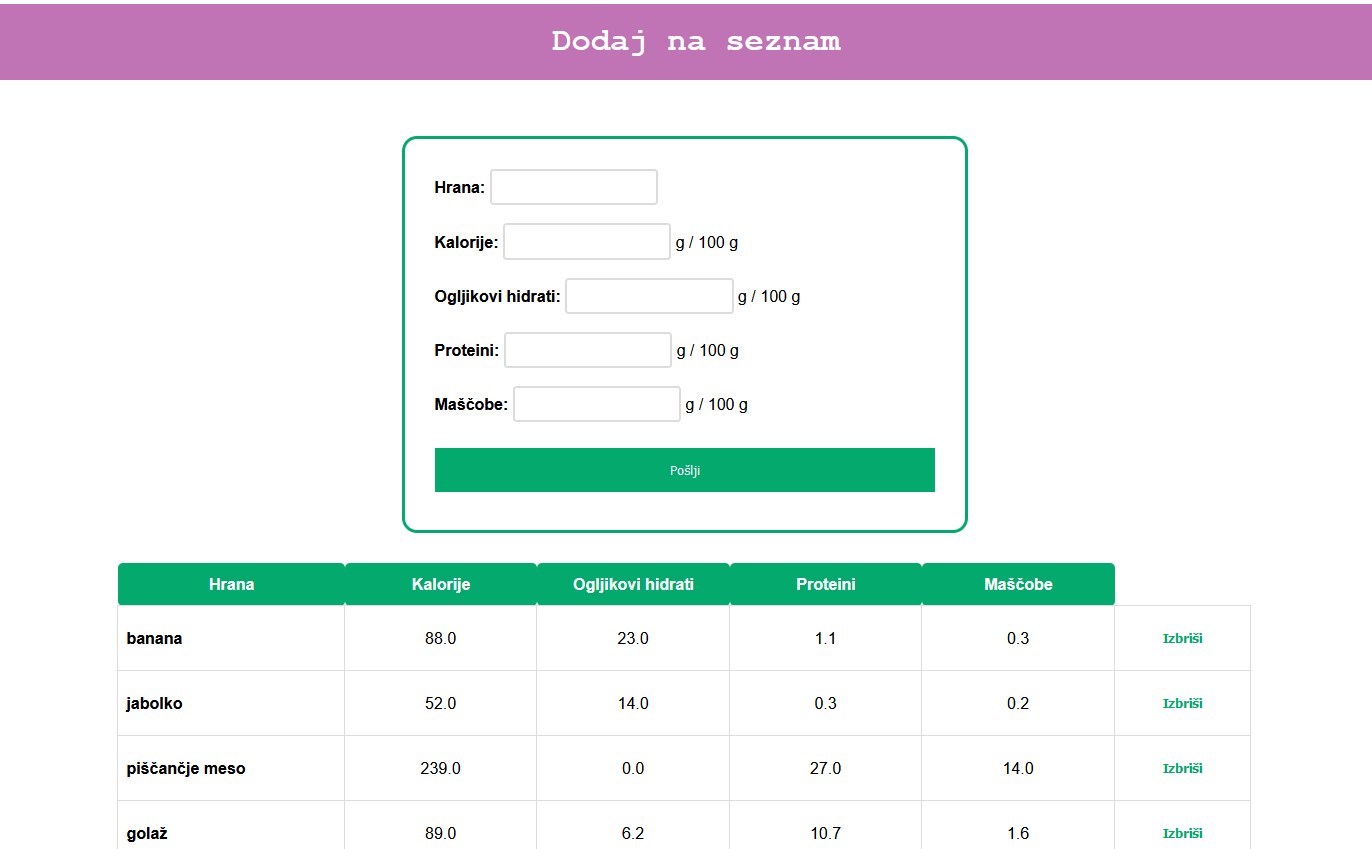 Dodaj na seznam
Hrana:
Kalorije: g / 100 g
Ogljikovi hidrati: g / 100 g
Proteini: g / 100 g
Maščobe: g / 100 g
Pošlji
Hrana Kalorije Ogljikovi hidrati Proteini Maščobe
banana 88.0 23.0 1.1 0.3 Izbriši
jabolko 52.0 14.0 0.3 0.2 Izbriši
piščančje meso 239.0 0.0 27.0 14.0 Izbriši
golaž 89.0 6.2 10.7 1.6 Izbriši